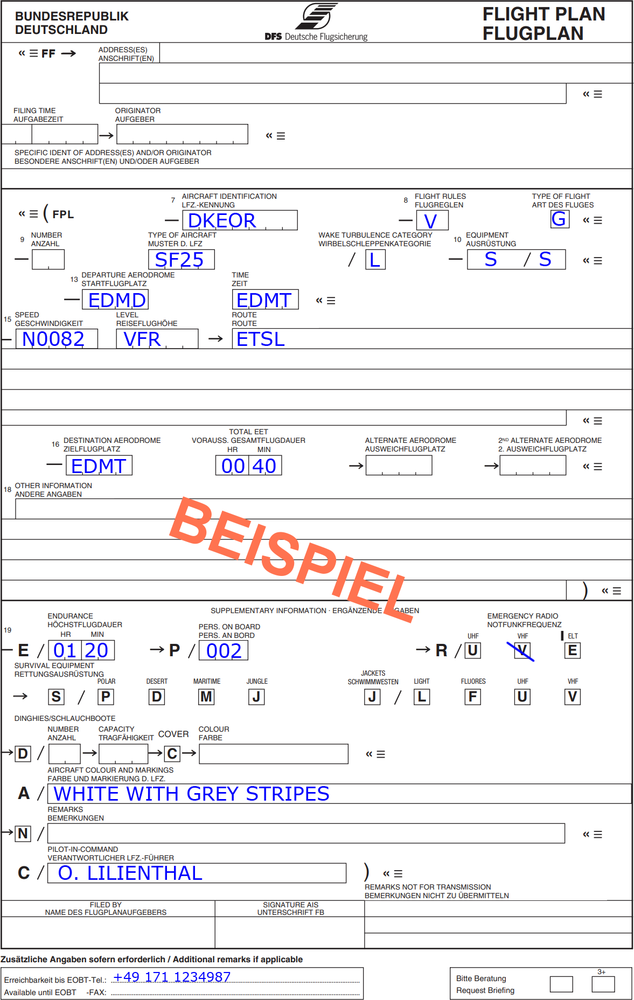 BUNDESREPUBLIK
DEUTSCHLAND
DFS Deutsche Flugsicherung
FLIGHT PLAN
FLUGPLAN
« ≡ FF →
ADDRESS(ES)
ANSCHRIFT(EN)
« ≡
FILING TIME
AUFGABEZEIT
→
ORIGINATOR
AUFGEBER
« ≡
SPECIFIC IDENT OF ADDRESS(ES) AND/OR ORIGINATOR
BESONDERE ANSCHRIFT(EN) UND/ODER AUFGEBER
« ≡ ( FPL
7 AIRCRAFT IDENTIFICATION
LFZ.-KENNUNG
— DKEOR
8 FLIGHT RULES
FLUGREGLEN
— V
TYPE OF FLIGHT
ART DES FLUGES
G « ≡
9 NUMBER
ANZAHL
—
TYPE OF AIRCRAFT
MUSTER D. LFZ
SF25
WAKE TURBULENCE CATEGORY
WIRBELSCHLEPPENKATEGORIE
/ L
10 EQUIPMENT
AUSRÜSTUNG
— S / S « ≡
13 DEPARTURE AERODROME
STARTFLUGPLATZ
— EDMD
TIME
ZEIT
EDMT « ≡
15 SPEED
GESCHWINDIGKEIT
— N0082
LEVEL
REISEFLUGHÖHE
VFR →
ROUTE
ROUTE
ETSL
« ≡
16 DESTINATION AERODROME
ZIELFLUGPLATZ
— EDMT
TOTAL EET
VORAUSS. GESAMTFLUGDAUER
HR MIN
00 40
ALTERNATE AERODROME
AUSWEICHFLUGPLATZ
→
2ND ALTERNATE AERODROME
2. AUSWEICHFLUGPLATZ
→ « ≡
18 OTHER INFORMATION
ANDERE ANGABEN
BEISPIEL
) « ≡
SUPPLEMENTARY INFORMATION · ERGÄNZENDE
19 ENDURANCE
HÖCHSTFLUGDAUER
HR MIN
— E / 01 20
PERS. ON BOARD
PERS. AN BORD
→ P / 002
EMERGENCY RADIO
NOTFUNKFREQUENZ
UHF VHF ELT
→ R / U V E
SURVIVAL EQUIPMENT
RETTUNGSAUSRÜSTUNG
POLAR DESERT MARITIME JUNGLE
→ S / P D M J
JACKETS
SCHWIMMWESTEN LIGHT FLUORES UHF VHF
J / L F U V
DINGHIES/SCHLAUCHBOOTE
NUMBER
ANZAHL
CAPACITY
TRAGFÄHIGKEIT
COVER
COLOUR
FARBE
→ D / → → C → « ≡
AIRCRAFT COLOUR AND MARKINGS
FARBE UND MARKIERUNG D. LFZ.
A / WHITE WITH GREY STRIPES
REMARKS
BEMERKUNGEN
→ N / « ≡
PILOT-IN-COMMAND
VERANTWORTLICHER LFZ.-FÜHRER
C / O. LILIENTHAL ) « ≡
REMARKS NOT FOR TRANSMISSION
BEMERKUNGEN NICHT ZU ÜBERMITTELN
FILED BY
NAME DES FLUGPLANAUFGEBERS
SIGNATURE AIS
UNTERSCHRIFT FB
Zusätzliche Angaben sofern erforderlich / Additional remarks if applicable
Erreichbarkeit bis EOBT-Tel.: +49 171 1234987
Available until EOBT -FAX:
Bitte Beratung
Request Briefing
3+